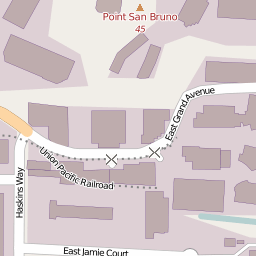 Point San Bruno
45
East Grand Avenue
Union Pacific Railroad
Haskins Way
East Jamie Court